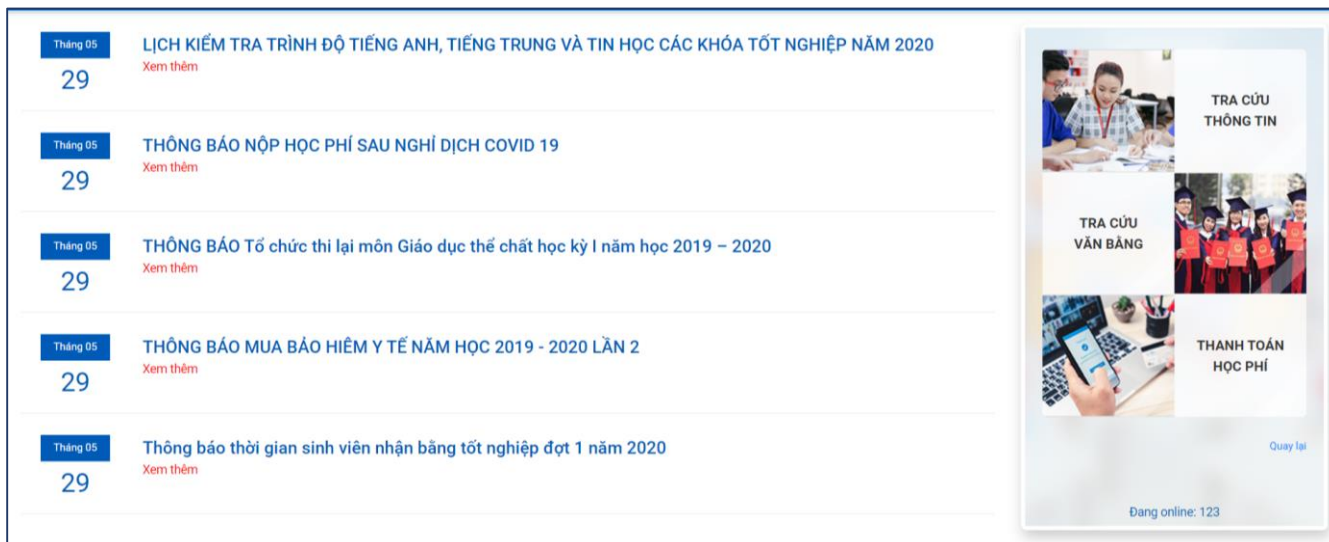 Tháng 05
29
LỊCH KIỂM TRA TRÌNH ĐỘ TIẾNG ANH, TIẾNG TRUNG VÀ TIN HỌC CÁC KHÓA TỐT NGHIỆP NĂM 2020
Xem thêm
Tháng 05
29
THÔNG BÁO NỘP HỌC PHÍ SAU NGHỈ DỊCH COVID 19
Xem thêm
Tháng 05
29
THÔNG BÁO Tổ chức thi lại môn Giáo dục thể chất học kỳ I năm học 2019 – 2020
Xem thêm
Tháng 05
29
THÔNG BÁO MUA BẢO HIỂM Y TẾ NĂM HỌC 2019 - 2020 LẦN 2
Xem thêm
Tháng 05
29
Thông báo thời gian sinh viên nhận bằng tốt nghiệp đợt 1 năm 2020
Xem thêm
TRA CỨU
THÔNG TIN
TRA CỨU
VĂN BẰNG
THANH TOÁN
HỌC PHÍ
Quay lại
Đang online: 123